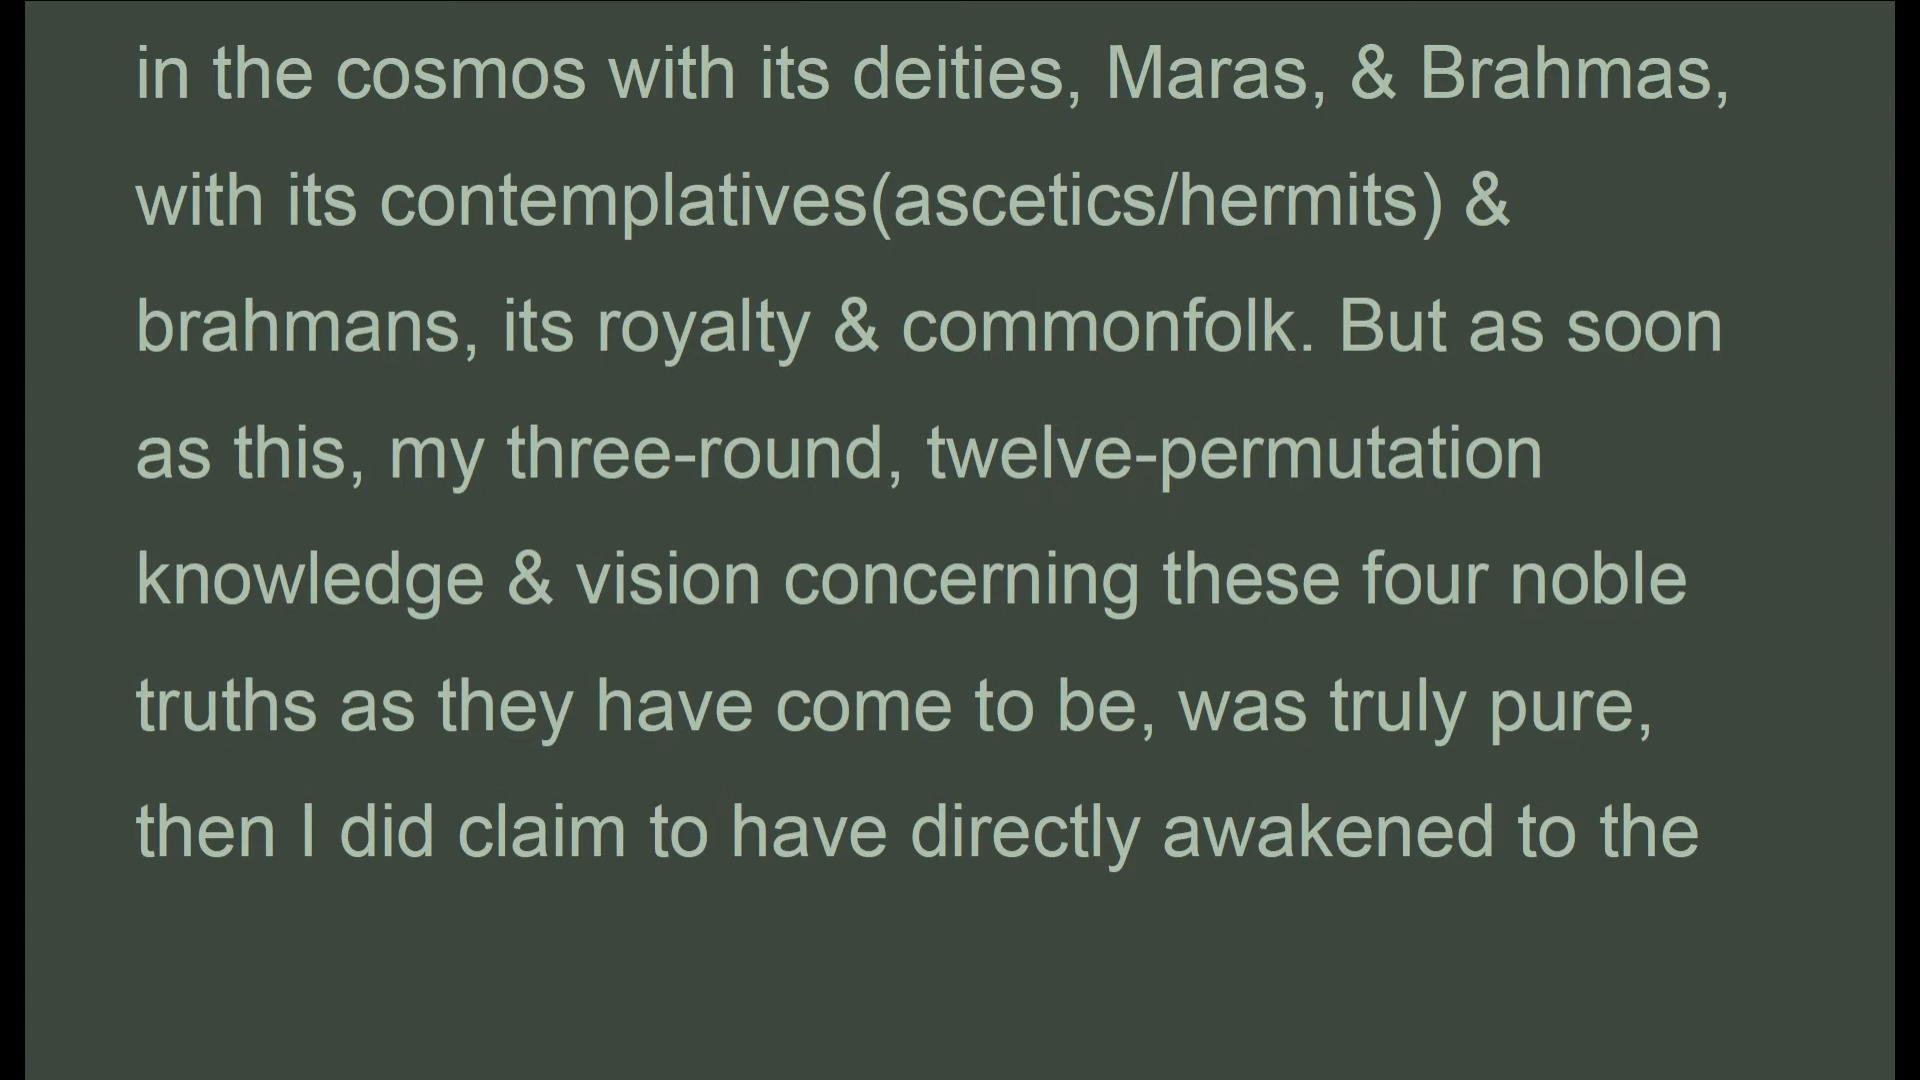 in the cosmos with its deities, Maras, & Brahmas,
with its contemplatives(ascetics/hermits) &
brahmans, its royalty & commonfolk. But as soon
as this, my three-round, twelve-permutation
knowledge & vision concerning these four noble
truths as they have come to be, was truly pure,
then I did claim to have directly awakened to the